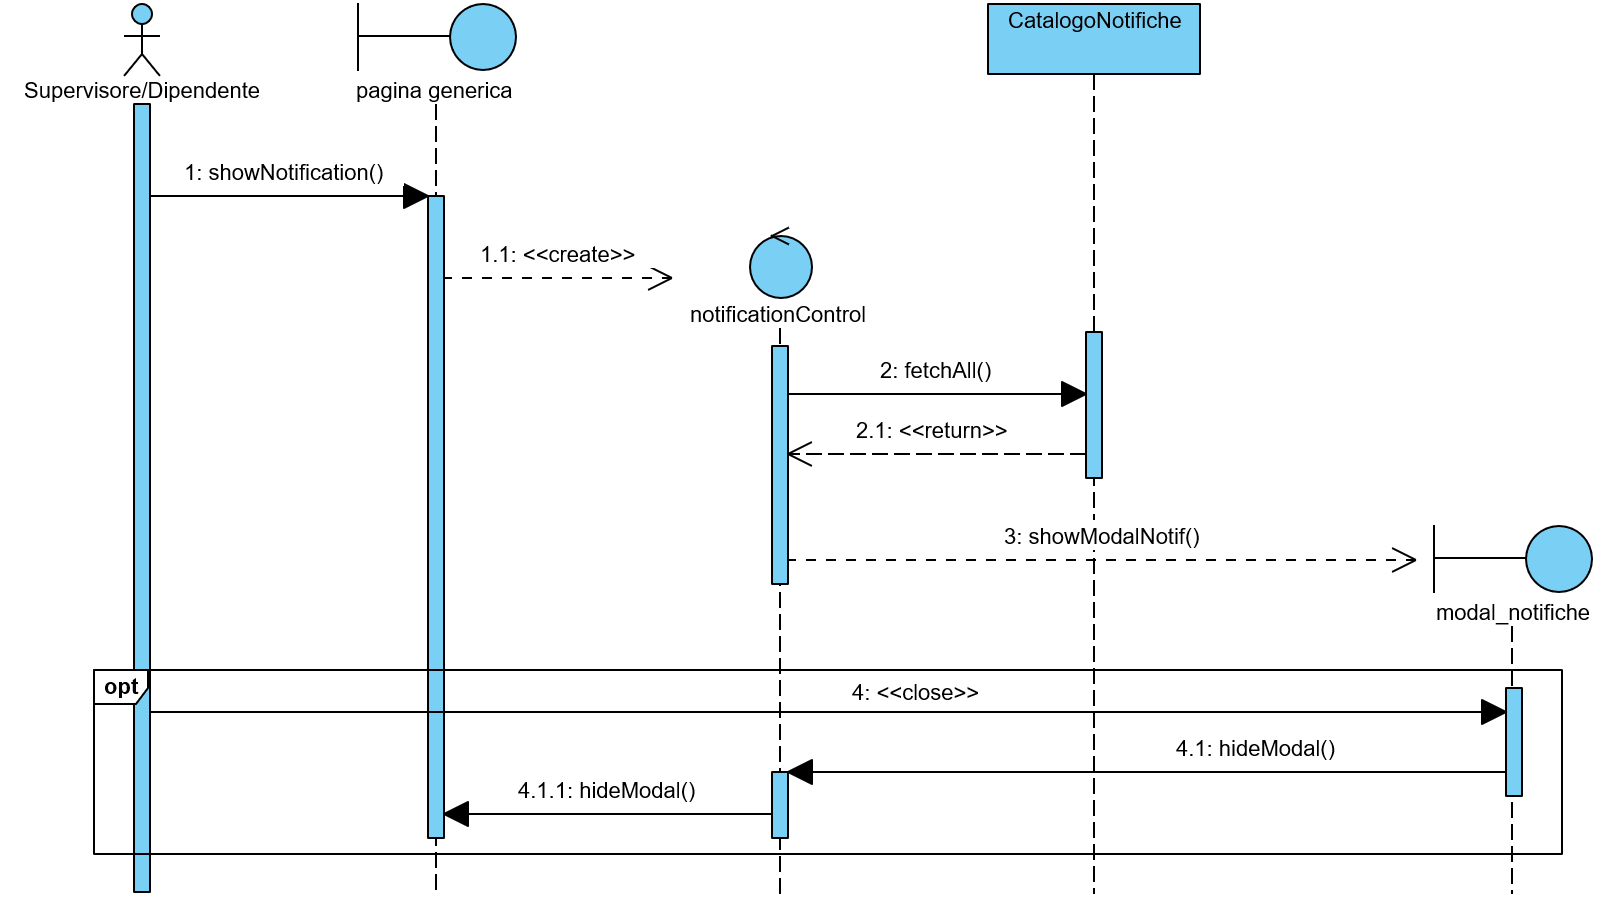 CatalogoNotifiche
Supervisore/Dipendente
pagina generica
1: showNotification()
1.1: <<create>>
notificationControl
2: fetchAll()
2.1: <<return>>
3: showModalNotif()
modal_notifiche
opt
4: <<close>>
4.1: hideModal()
4.1.1: hideModal()